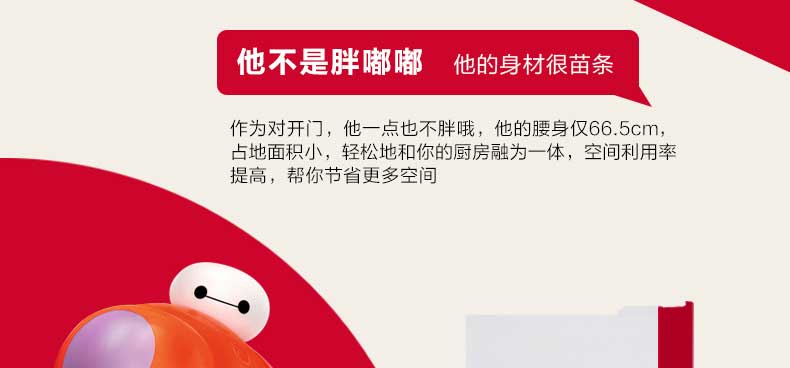 他不是胖嘟嘟 他的身材很苗条
作为对开门，他一点也不胖哦，他的腰身仅66.5cm，
占地面积小，轻松地和你的厨房融为一体，空间利用率
提高，帮你节省更多空间